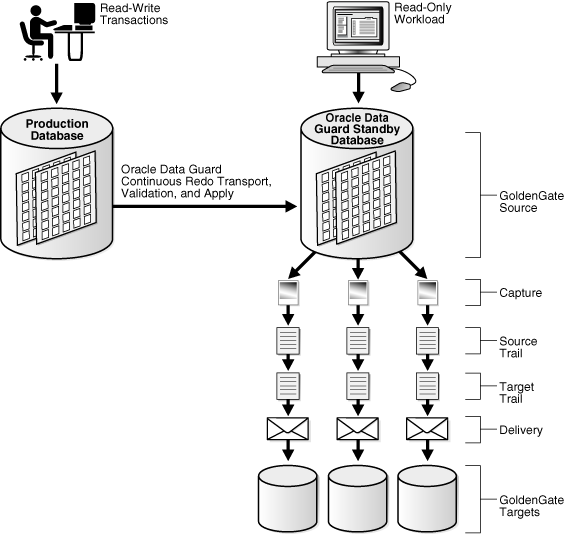 Read-Write
Transactions
Read-Only
Workload
Production
Database
Oracle Data
Guard Standby
Database
Oracle Data Guard
Continuous Redo Transport,
Validation, and Apply
GoldenGate
Source
Capture
Source
Trail
Target
Trail
Delivery
GoldenGate
Targets